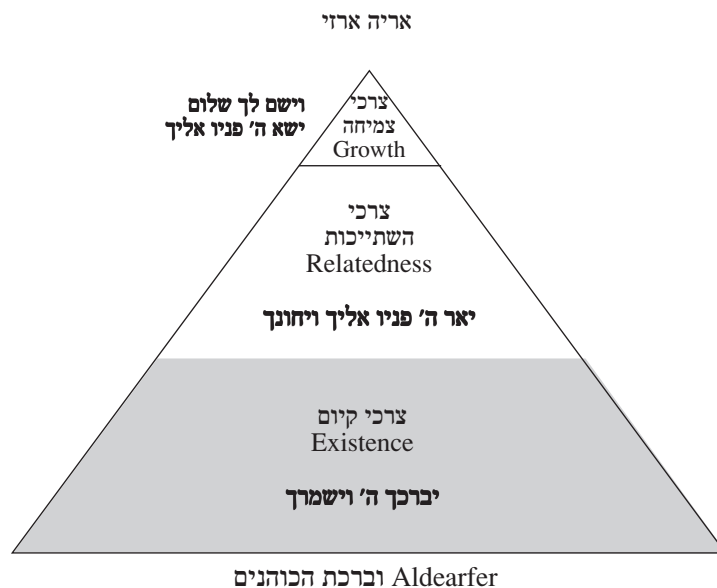 אריה ארזי
וישם לך שלום
ישא ה' פניו אליך
צרכי
צמיחה
Growth
צרכי
השתייכות
Relatedness
יאר ה' פניו אליך ויחונך
צרכי קיום
Existence
יברכך ה' וישמרך
Aldearfer וברכת הכוהנים